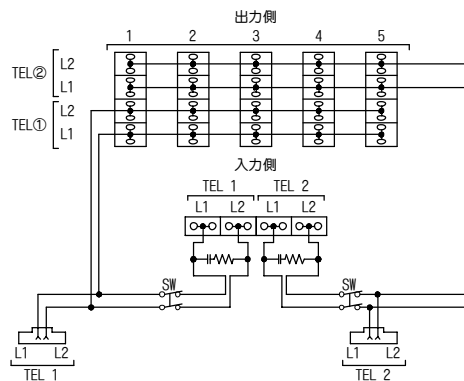 出力側
1 2 3 4 5
TEL② L2
L1
TEL① L2
L1
入力側
TEL 1 TEL 2
L1 L2 L1 L2
SW SW
L1 L2 L1 L2
TEL 1 TEL 2